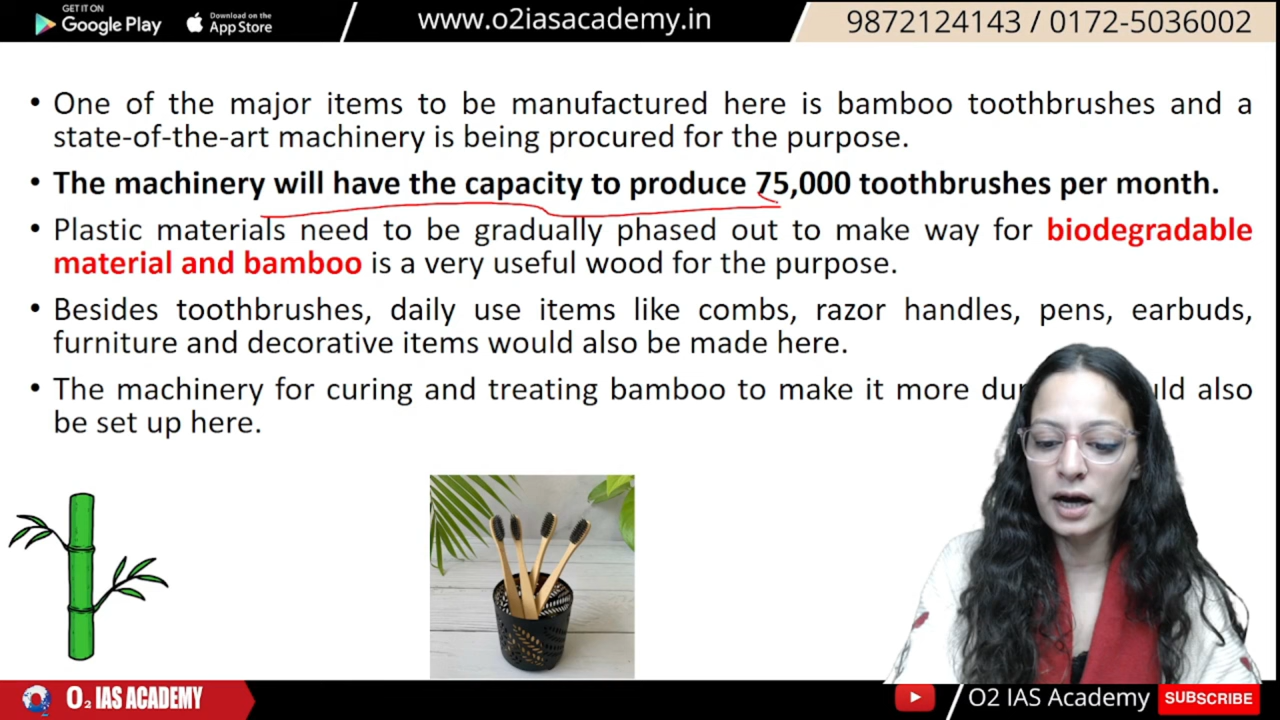 GET IT ON
Google Play
Download on the
App Store
www.o2iasacademy.in
9872124143 / 0172-5036002
• One of the major items to be manufactured here is bamboo toothbrushes and a
state-of-the-art machinery is being procured for the purpose.
• The machinery will have the capacity to produce 75,000 toothbrushes per month.
• Plastic materials need to be gradually phased out to make way for biodegradable
material and bamboo is a very useful wood for the purpose.
• Besides toothbrushes, daily use items like combs, razor handles, pens, earbuds,
furniture and decorative items would also be made here.
• The machinery for curing and treating bamboo to make it more also
be set up here.
O₂ IAS ACADEMY
O2 IAS Academy
SUBSCRIBE